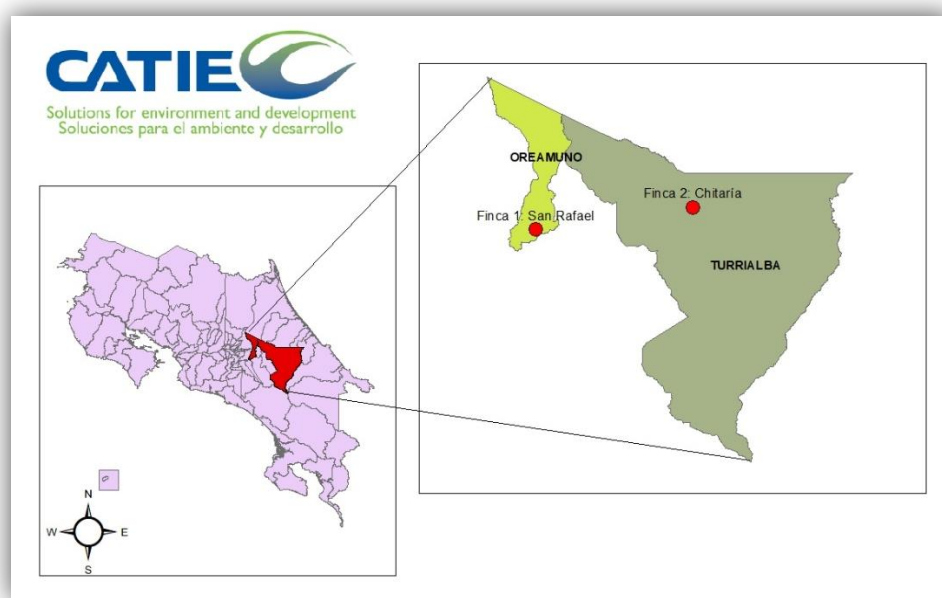 CATIE
Solutions for environment and development
Soluciones para el ambiente y desarrollo
OREAMUNO
Finca 1: San Rafael
Finca 2: Chitaría
TURRIALBA
N
W E
S